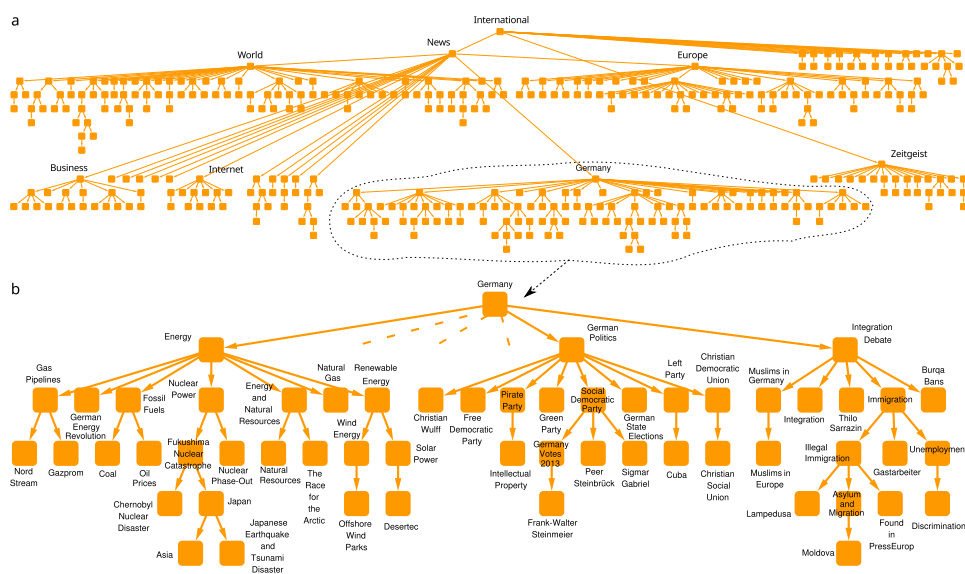 a
International
News
World
Europe
Business
Internet
Germany
Zeitgeist
b
Germany
Energy
German
Politics
Integration
Debate
Gas
Pipelines
German
Energy
Revolution
Fossil
Fuels
Nuclear
Power
Energy
and
Natural
Resources
Natural
Gas
Renewable
Energy
Christian
Wulff
Free
Democratic
Party
Pirate
Party
Green
Party
Social
Democratic
Party
German
State
Elections
Left
Party
Christian
Democratic
Union
Muslims in
Germany
Integration
Thilo
Sarrazin
Immigration
Burqa
Bans
Nord
Stream
Gazprom
Coal
Oil
Prices
Fukushima
Nuclear
Catastrophe
Nuclear
Phase-Out
Natural
Resources
The
Race
for
the
Arctic
Wind
Energy
Solar
Power
Intellectual
Property
Germany
Votes
2013
Peer
Steinbrück
Sigmar
Gabriel
Cuba
Christian
Social
Union
Muslims in
Europe
Illegal
Immigration
Gastarbeiter
Unemploymen
Chernobyl
Nuclear
Disaster
Japan
Offshore
Wind
Parks
Desertec
Frank-Walter
Steinmeier
Lampedusa
Asylum
and
Migration
Found
in
PressEurop
Discrimination
Asia
Japanese
Earthquake
and
Tsunami
Disaster
Moldova